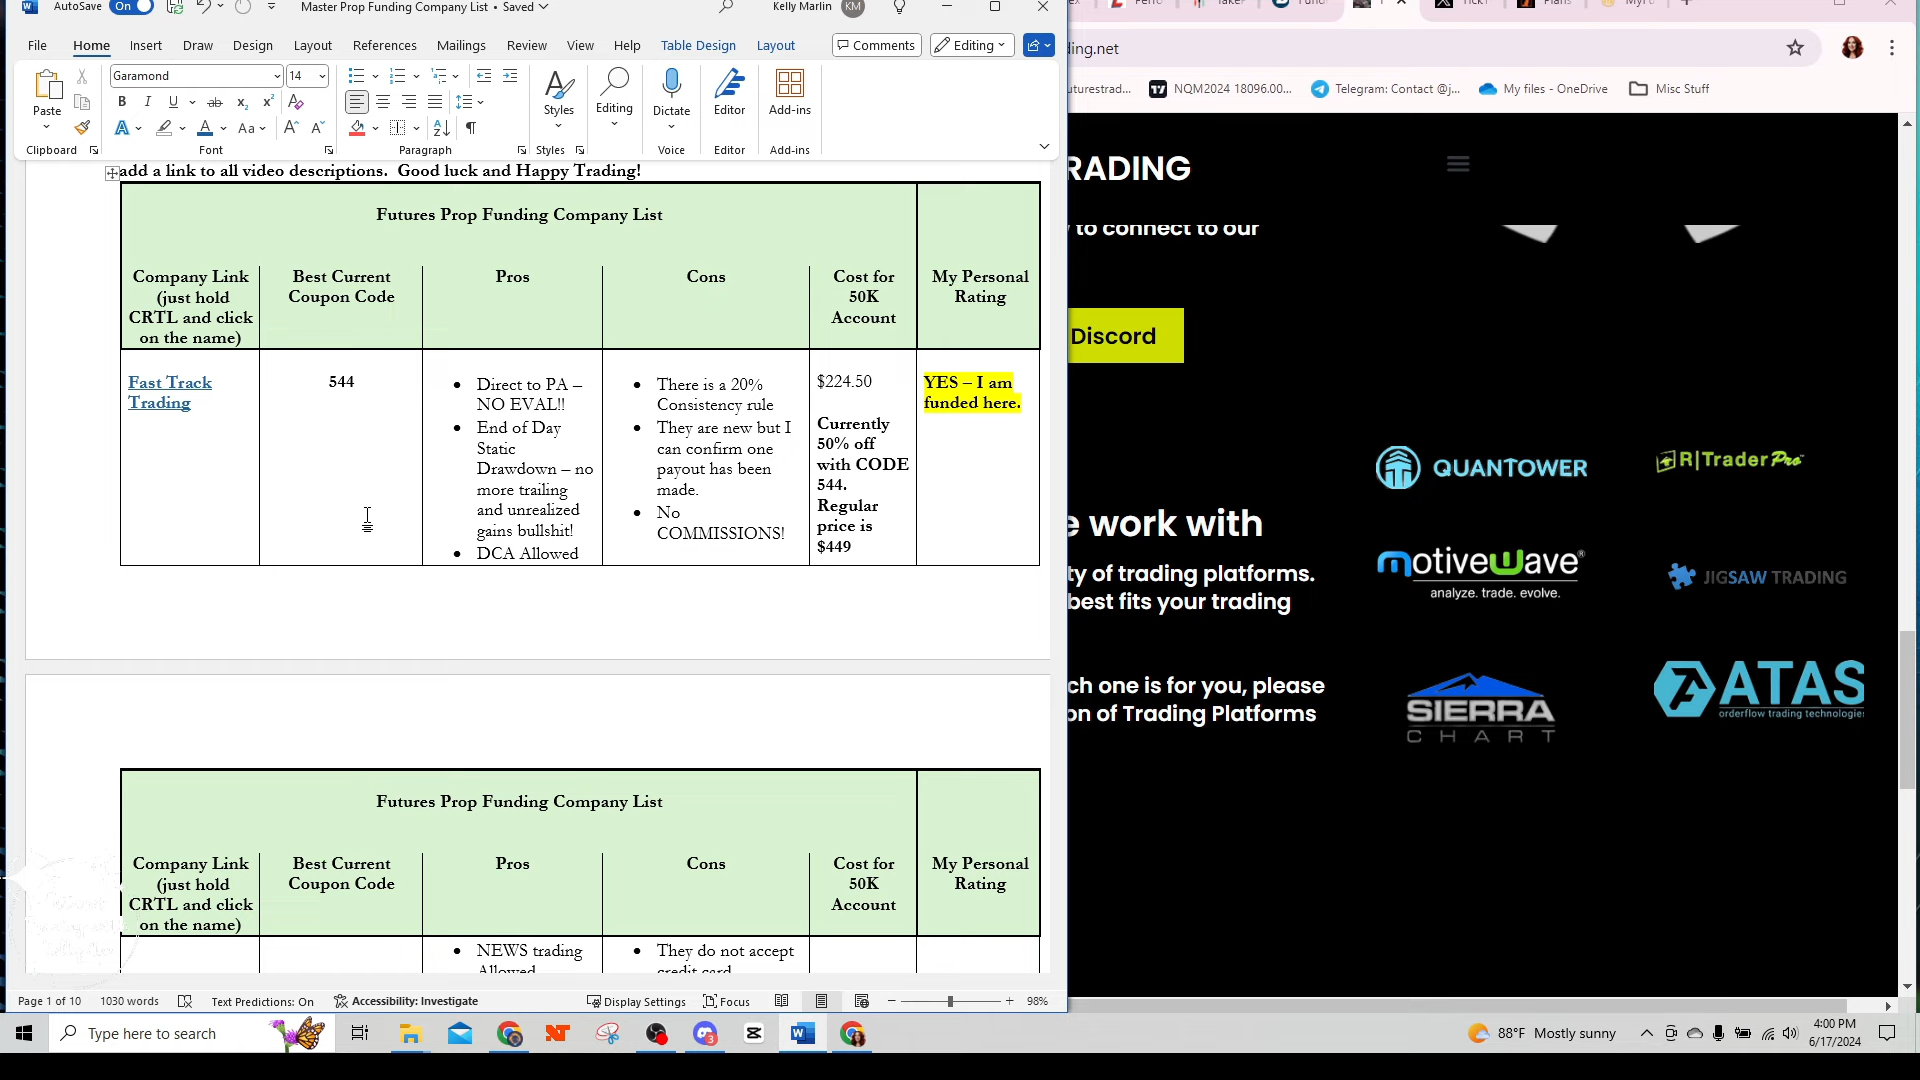 AutoSave On Master Prop Funding Company List • Saved Kelly Marlin KM
File Home Insert Draw Design Layout References Mailings Review View Help Table Design Layout Comments Editing
Garamond 14
Paste Styles Editing Dictate Editor Add-ins
Clipboard Font Paragraph Styles Voice Editor Add-ins
add a link to all video descriptions. Good luck and Happy Trading!
Futures Prop Funding Company List
Company Link
(just hold
CRTL and click
on the name)
Best Current
Coupon Code
Pros
Cons
Cost for
50K
Account
My Personal
Rating
Fast Track
Trading
544
• Direct to PA –
NO EVAL!!
• End of Day
Static
Drawdown – no
more trailing
and unrealized
gains bullshit!
• DCA Allowed
• There is a 20%
Consistency rule
• They are new but I
can confirm one
payout has been
made.
• No
COMMISSIONS!
$224.50
Currently
50% off
with CODE
544.
Regular
price is
$449
YES – I am
funded here.
Futures Prop Funding Company List
Company Link
(just hold
CRTL and click
on the name)
Best Current
Coupon Code
Pros
Cons
Cost for
50K
Account
My Personal
Rating
• NEWS trading
Allowed
• They do not accept
credit card
Page 1 of 10 1030 words Text Predictions: On Accessibility: Investigate Display Settings Focus 98%
ding.net
NQM2024 18096.00... Telegram: Contact @j... My files - OneDrive Misc Stuff
RADING
to connect to our
Discord
e work with
ty of trading platforms.
best fits your trading
ch one is for you, please
on of Trading Platforms
QUANTOWER
R|Trader Pro
motivewave®
analyze. trade. evolve.
JIGSAW TRADING
SIERRA
CHART
ATAS
orderflow trading technologies
Type here to search
88°F Mostly sunny
4:00 PM
6/17/2024